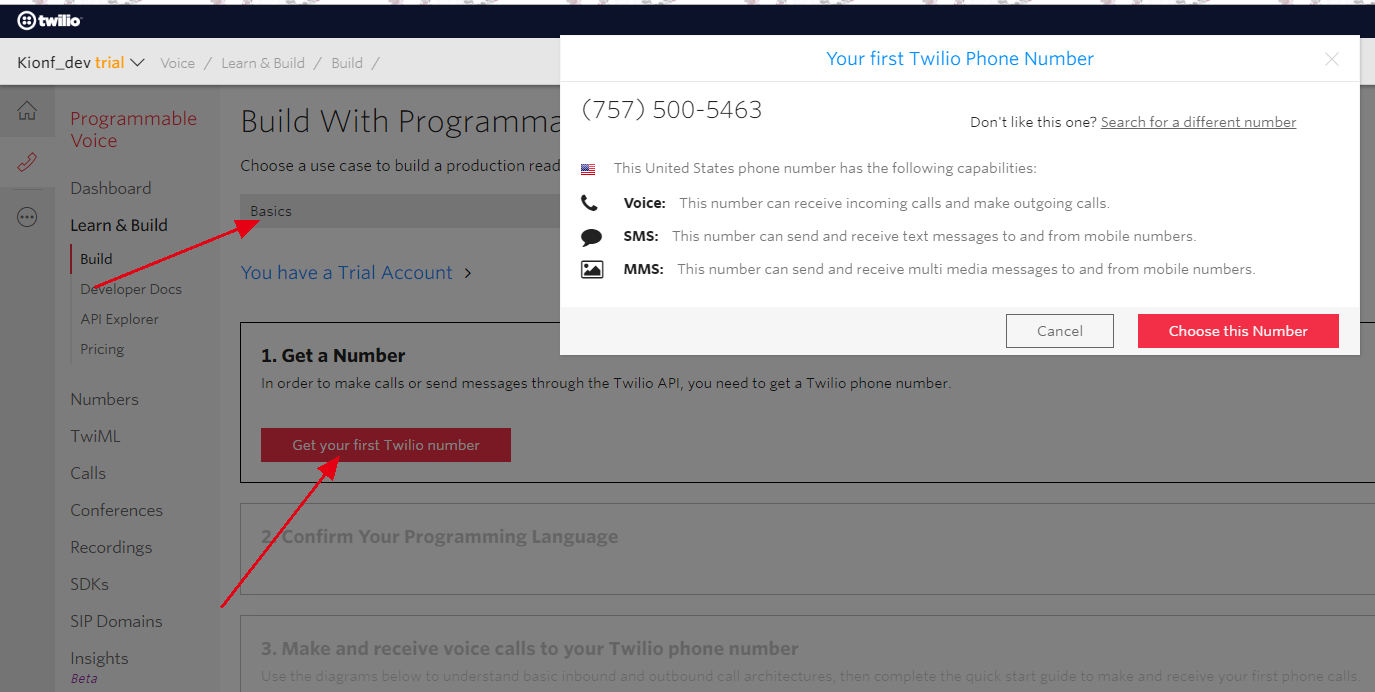 twilio
Kionf_dev trial Voice / Learn & Build / Build /
Your first Twilio Phone Number
(757) 500-5463
Don't like this one? Search for a different number
This United States phone number has the following capabilities:
Voice: This number can receive incoming calls and make outgoing calls.
SMS: This number can send and receive text messages to and from mobile numbers.
MMS: This number can send and receive multi media messages to and from mobile numbers.
Cancel
Choose this Number
Programmable
Voice
Dashboard
Learn & Build
Build
Developer Docs
API Explorer
Pricing
Numbers
TwiML
Calls
Conferences
Recordings
SDKs
SIP Domains
Insights
Beta
Build With Programma
Choose a use case to build a production read
Basics
You have a Trial Account
1. Get a Number
In order to make calls or send messages through the Twilio API, you need to get a Twilio phone number.
Get your first Twilio number
2. Confirm Your Programming Language
3. Make and receive voice calls to your Twilio phone number
Use the diagrams below to understand basic inbound and outbound call architectures, then complete the quick start guide to make and receive your first phone calls.